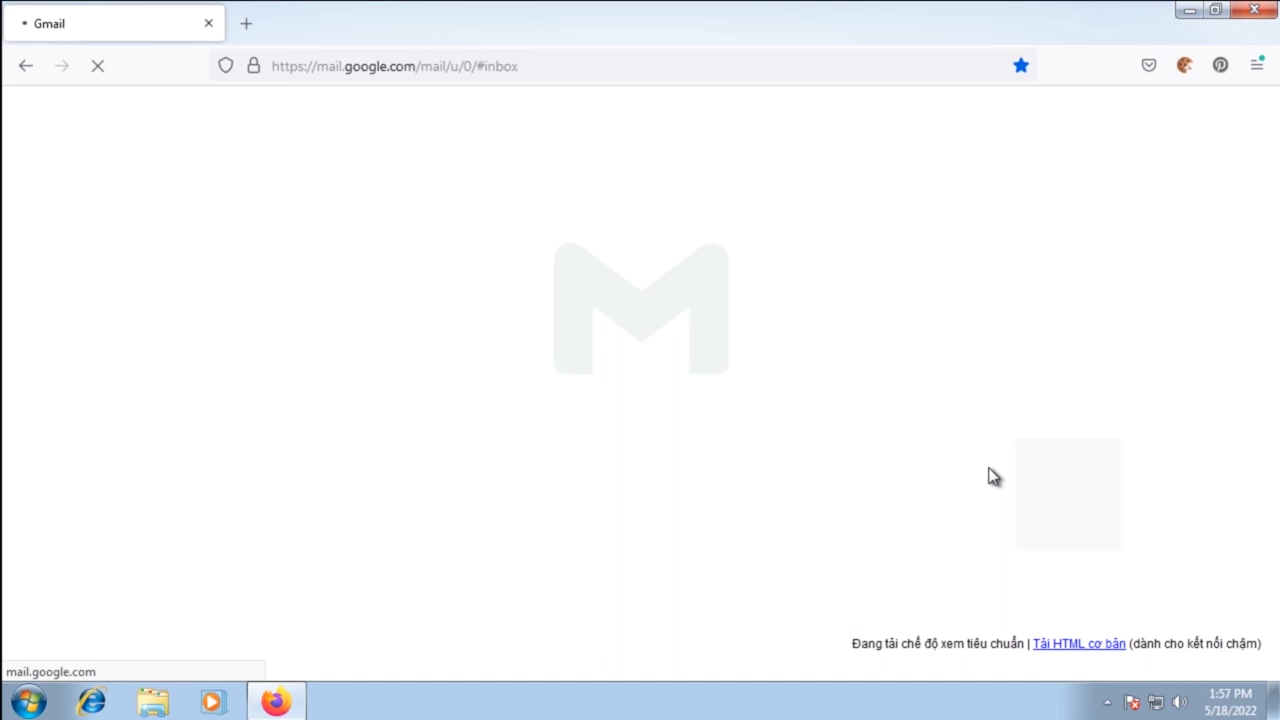 Gmail
https://mail.google.com/mail/u/0/#inbox
Đang tải chế độ xem tiêu chuẩn | Tải HTML cơ bản (dành cho kết nối chậm)
mail.google.com
1:57 PM
5/18/2022